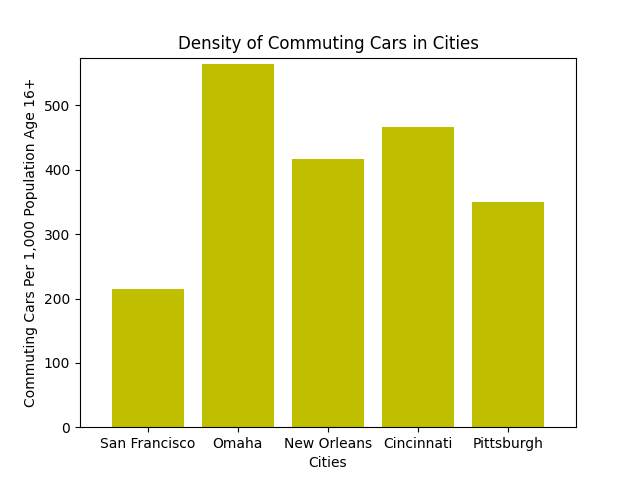 Density of Commuting Cars in Cities
Commuting Cars Per 1,000 Population Age 16+
500
400
300
200
100
0
San Francisco
Omaha
New Orleans
Cincinnati
Pittsburgh
Cities